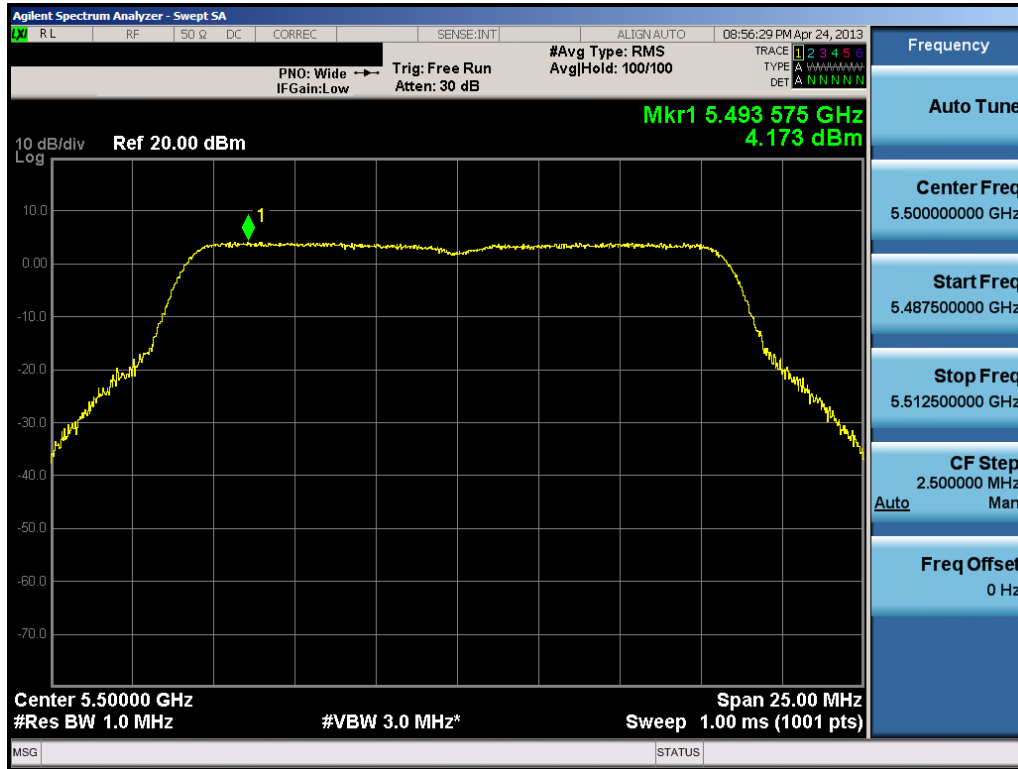 Agilent Spectrum Analyzer - Swept SA
LXI RL RF 50 Ω DC CORREC SENSE:INT ALIGN AUTO 08:56:29 PM Apr 24, 2013
PNO: Wide
IFGain:Low
Trig: Free Run
Atten: 30 dB
#Avg Type: RMS
Avg|Hold: 100/100
TRACE 1 2 3 4 5 6
TYPE A WWWWW
DET A N N N N N
Mkr1 5.493 575 GHz
4.173 dBm
10 dB/div Ref 20.00 dBm
Log
10.0
1
0.00
-10.0
-20.0
-30.0
-40.0
-50.0
-60.0
-70.0
Center 5.50000 GHz Span 25.00 MHz
#Res BW 1.0 MHz #VBW 3.0 MHz* Sweep 1.00 ms (1001 pts)
MSG STATUS
Frequency
Auto Tune
Center Freq
5.500000000 GHz
Start Freq
5.487500000 GHz
Stop Freq
5.512500000 GHz
CF Step
2.500000 MHz
Auto Man
Freq Offset
0 Hz